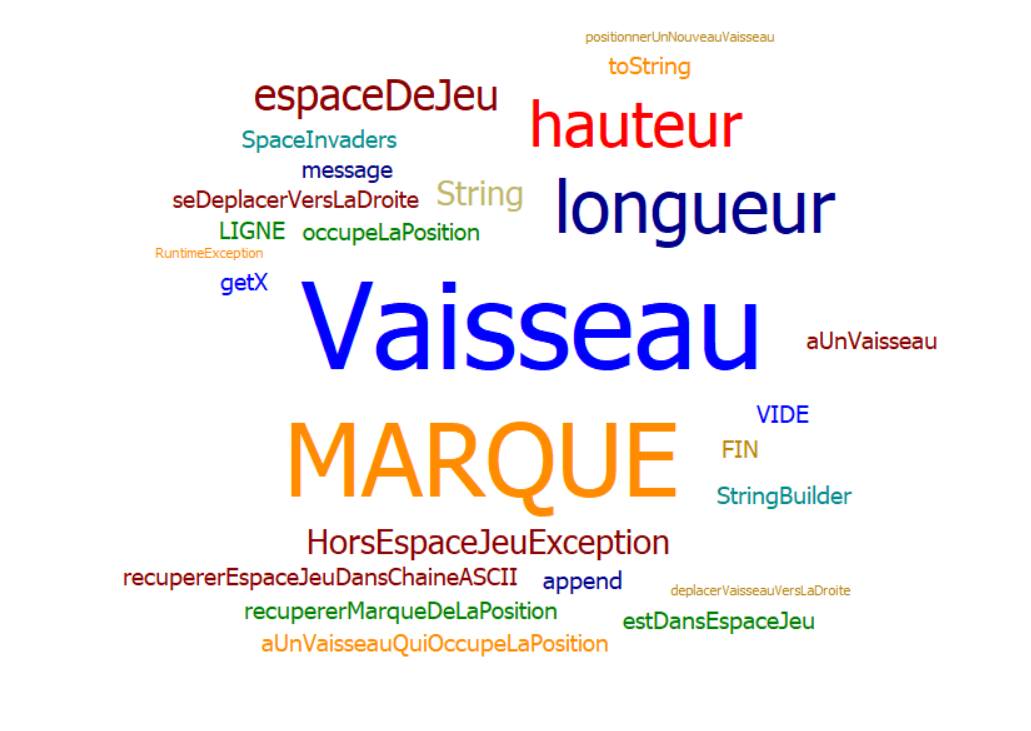 positionnerUnNouveauVaisseau
toString
espaceDeJeu
hauteur
SpaceInvaders
message
seDeplacerVersLaDroite String longueur
LIGNE occupeLaPosition
RuntimeException
getX
Vaisseau
aUnVaisseau
VIDE
FIN
MARQUE
StringBuilder
HorsEspaceJeuException
recupererEspaceJeuDansChaineASCII append
deplacerVaisseauVersLaDroite
recupererMarqueDeLaPosition
estDansEspaceJeu
aUnVaisseauQuiOccupeLaPosition